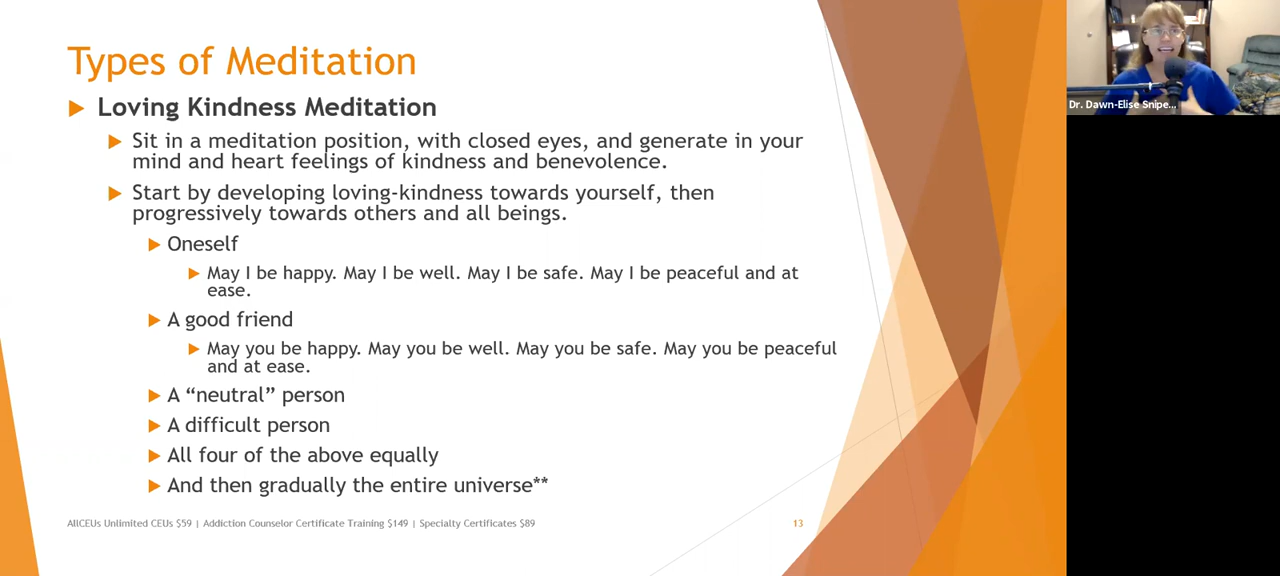 Types of Meditation
Loving Kindness Meditation
Sit in a meditation position, with closed eyes, and generate in your
mind and heart feelings of kindness and benevolence.
Start by developing loving-kindness towards yourself, then
progressively towards others and all beings.
Oneself
May I be happy. May I be well. May I be safe. May I be peaceful and at
ease.
A good friend
May you be happy. May you be well. May you be safe. May you be peaceful
and at ease.
A “neutral” person
A difficult person
All four of the above equally
And then gradually the entire universe**
AllCEUs Unlimited CEUs $59 | Addiction Counselor Certificate Training $149 | Specialty Certificates $89
13
Dr. Dawn-Elise Snipe...